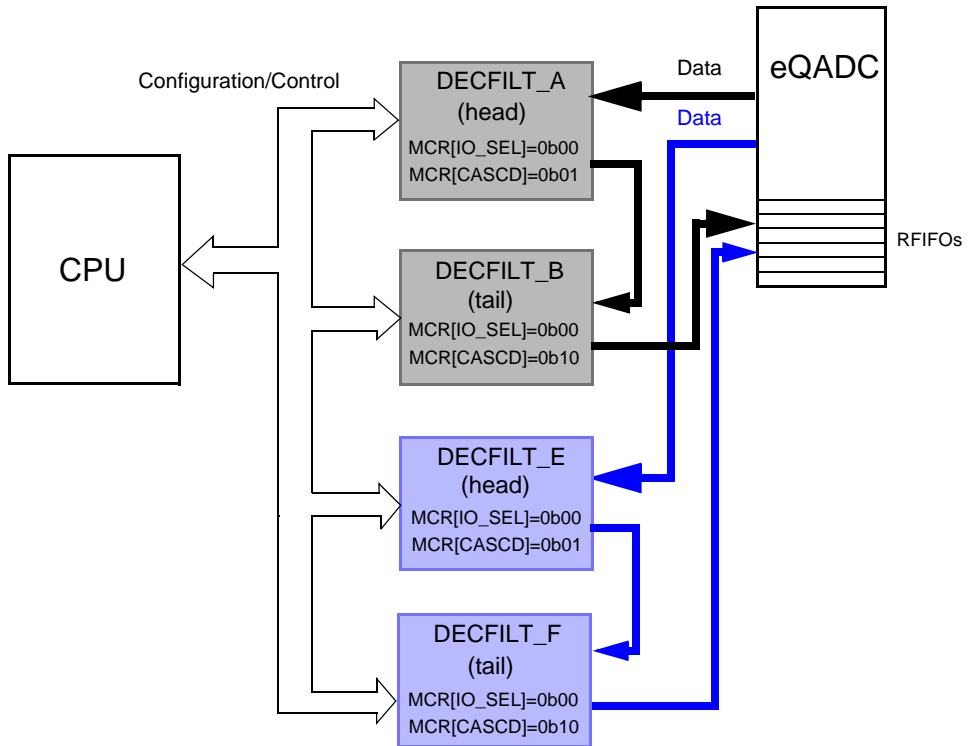 Configuration/Control
DECFILT_A
(head)
MCR[IO_SEL]=0b00
MCR[CASCD]=0b01
Data
Data
eQADC
RFIFOs
CPU
DECFILT_B
(tail)
MCR[IO_SEL]=0b00
MCR[CASCD]=0b10
DECFILT_E
(head)
MCR[IO_SEL]=0b00
MCR[CASCD]=0b01
DECFILT_F
(tail)
MCR[IO_SEL]=0b00
MCR[CASCD]=0b10